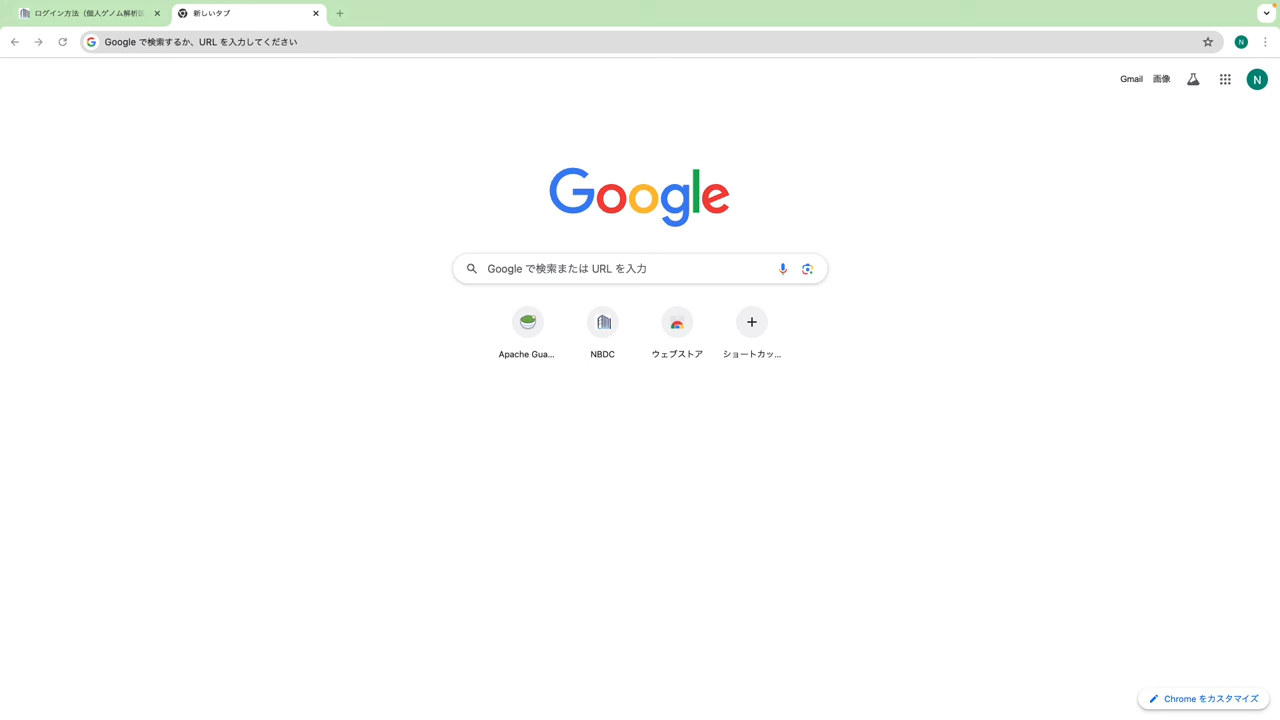 ログイン方法（個人ゲノム解析区
新しいタブ
Google で検索するか、URL を入力してください
N
Gmail
画像
N
Google
Google で検索または URL を入力
Apache Gua...
NBDC
ウェブストア
ショートカッ...
Chrome をカスタマイズ